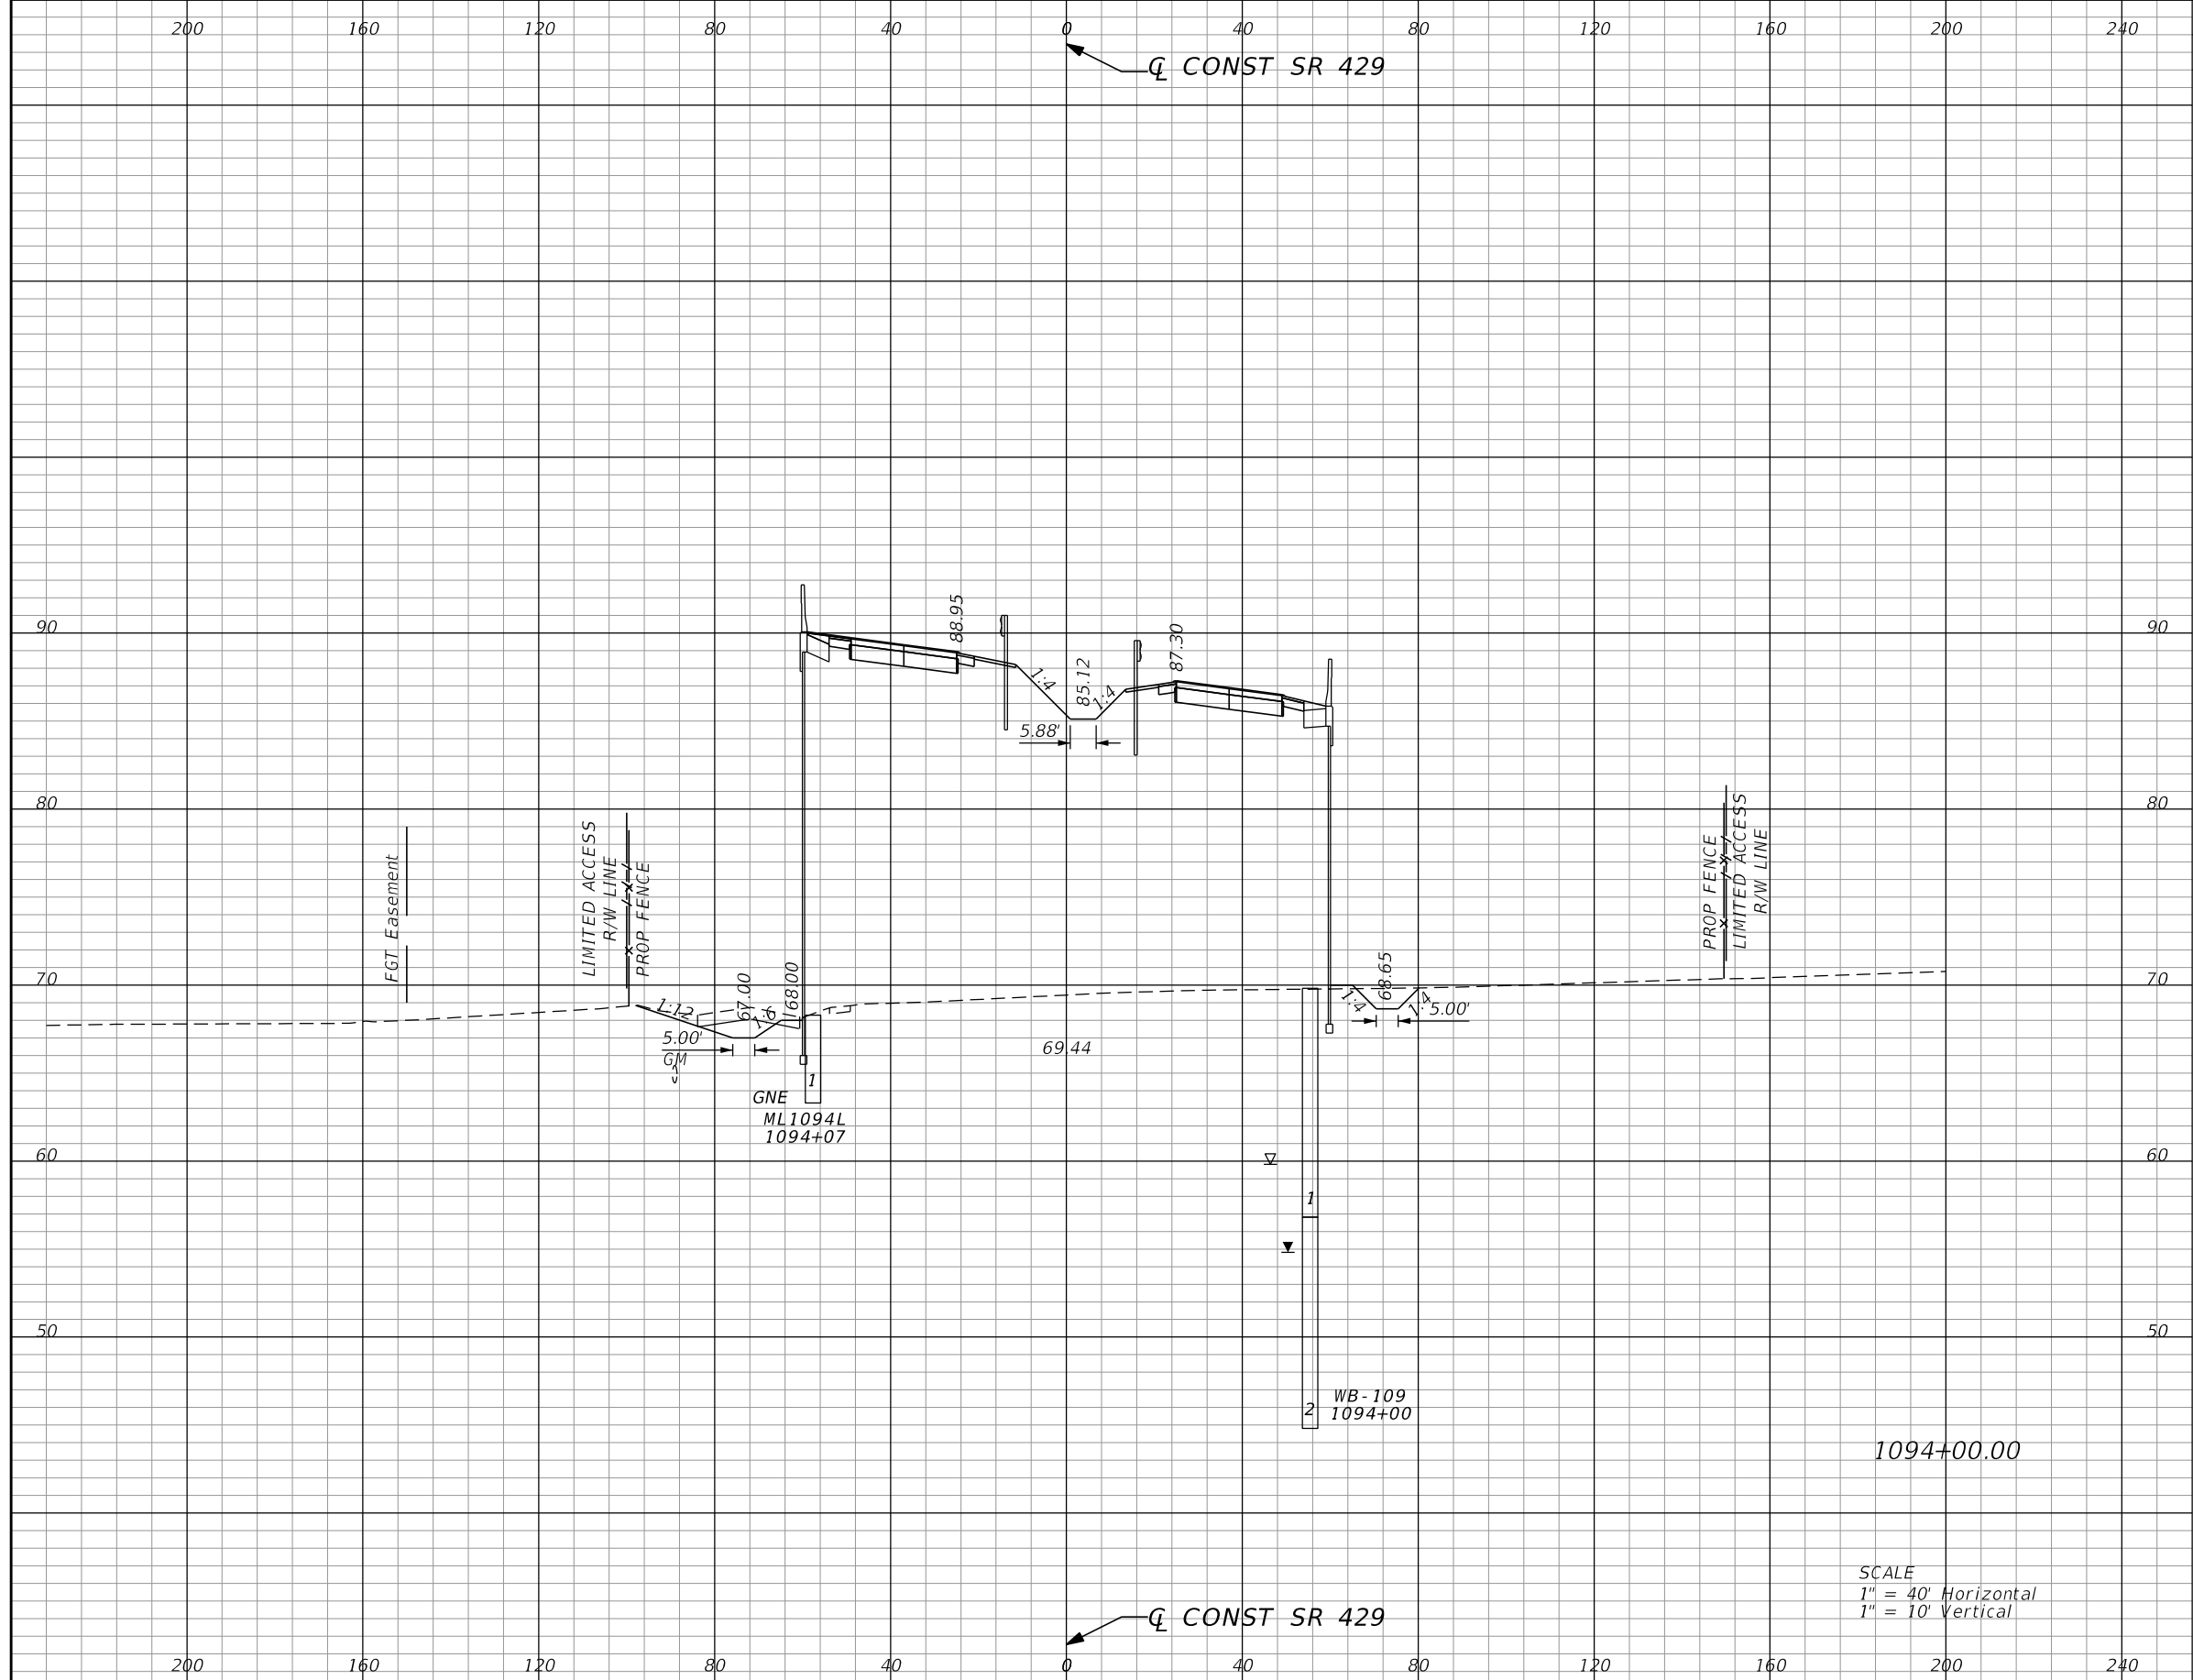 200 160 120 80 40 0 40 80 120 160 200 240
℄ CONST SR 429
88.95
87.30
90 90
1:4
85.12
1:4
5.88'
80 80
FGT Easement
LIMITED ACCESS
R/W LINE
PROP FENCE
PROP FENCE
LIMITED ACCESS
R/W LINE
70 70
67.00
68.00
68.65
1:12
1:6
1:4
1:4
5.00'
5.00'
GM
69.44
1
GNE
ML1094L
1094+07
60 60
1
50 50
2
WB-109
1094+00
1094+00.00
SCALE
1" = 40' Horizontal
1" = 10' Vertical
℄ CONST SR 429
200 160 120 80 40 0 40 80 120 160 200 240